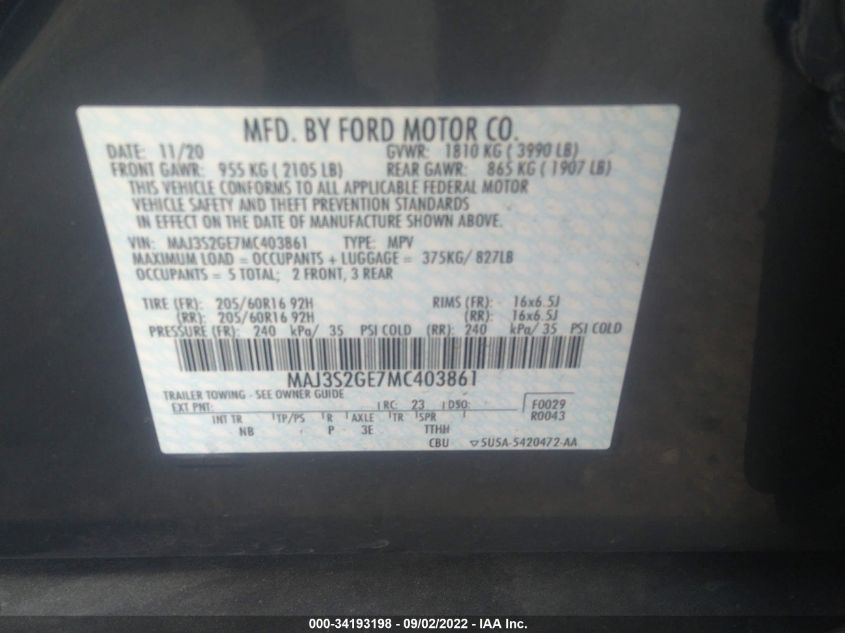 MFD. BY FORD MOTOR CO.
DATE: 11/20 GVWR: 1810 KG ( 3990 LB)
FRONT GAWR: 955 KG ( 2105 LB) REAR GAWR: 865 KG ( 1907 LB)
THIS VEHICLE CONFORMS TO ALL APPLICABLE FEDERAL MOTOR
VEHICLE SAFETY AND THEFT PREVENTION STANDARDS
IN EFFECT ON THE DATE OF MANUFACTURE SHOWN ABOVE.
VIN: MAJ3S2GE7MC403861 TYPE: MPV
MAXIMUM LOAD = OCCUPANTS + LUGGAGE = 375KG/ 827LB
OCCUPANTS = 5 TOTAL; 2 FRONT, 3 REAR
TIRE (FR): 205/60R16 92H RIMS (FR): 16x6.5J
(RR): 205/60R16 92H (RR): 16x6.5J
PRESSURE (FR): 240 kPa/ 35 PSI COLD (RR): 240 kPa/ 35 PSI COLD
MAJ3S2GE7MC403861
TRAILER TOWING - SEE OWNER GUIDE
EXT PNT: RC: 23 DSO: F0029
INT TR TP/PS R AXLE TR SPR R0043
NB P 3E TTHH
CBU ▽SU5A-5420472-AA
000-34193198 - 09/02/2022 - IAA Inc.